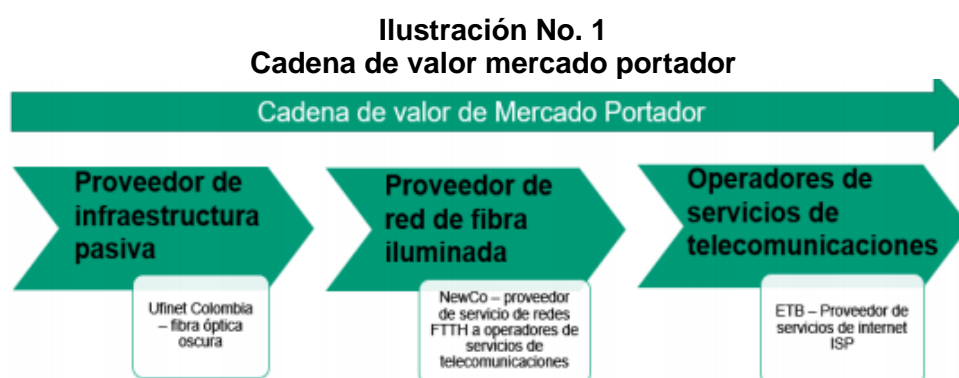 Ilustración No. 1
Cadena de valor mercado portador
Cadena de valor de Mercado Portador
Proveedor de
infraestructura
pasiva
Ufinet Colombia
– fibra óptica
oscura
Proveedor de
red de fibra
iluminada
NewCo – proveedor
de servicio de redes
FTTH a operadores de
servicios de
telecomunicaciones
Operadores de
servicios de
telecomunicaciones
ETB – Proveedor de
servicios de internet
ISP